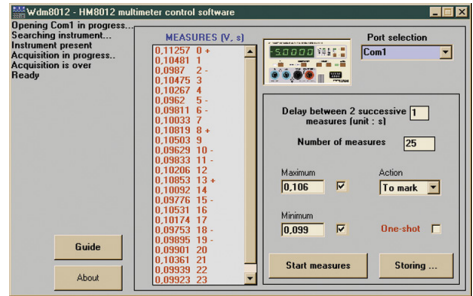 Wdm8012 - HM8012 multimeter control software
Opening Com1 in progress...
Searching instrument...
Instrument present
Acquisition in progress..
Acquisition is over
Ready
MEASURES (V, s)
0,11257 0 +
0,10481 1
0,0987 2 -
0,10475 3
0,10267 4
0,0962 5 -
0,09811 6 -
0,10033 7
0,10819 8 +
0,10503 9
0,09629 10 -
0,09833 11 -
0,10206 12
0,10853 13 +
0,10092 14
0,09776 15 -
0,10531 16
0,10174 17
0,09753 18 -
0,09895 19 -
0,09901 20
0,10361 21
0,09939 22
0,09923 23
Port selection
Com1
Delay between 2 successive measures (unit : s)
1
Number of measures
25
Maximum
0,106
Action
To mark
Minimum
0,099
One-shot
Guide
About
Start measures
Storing ...